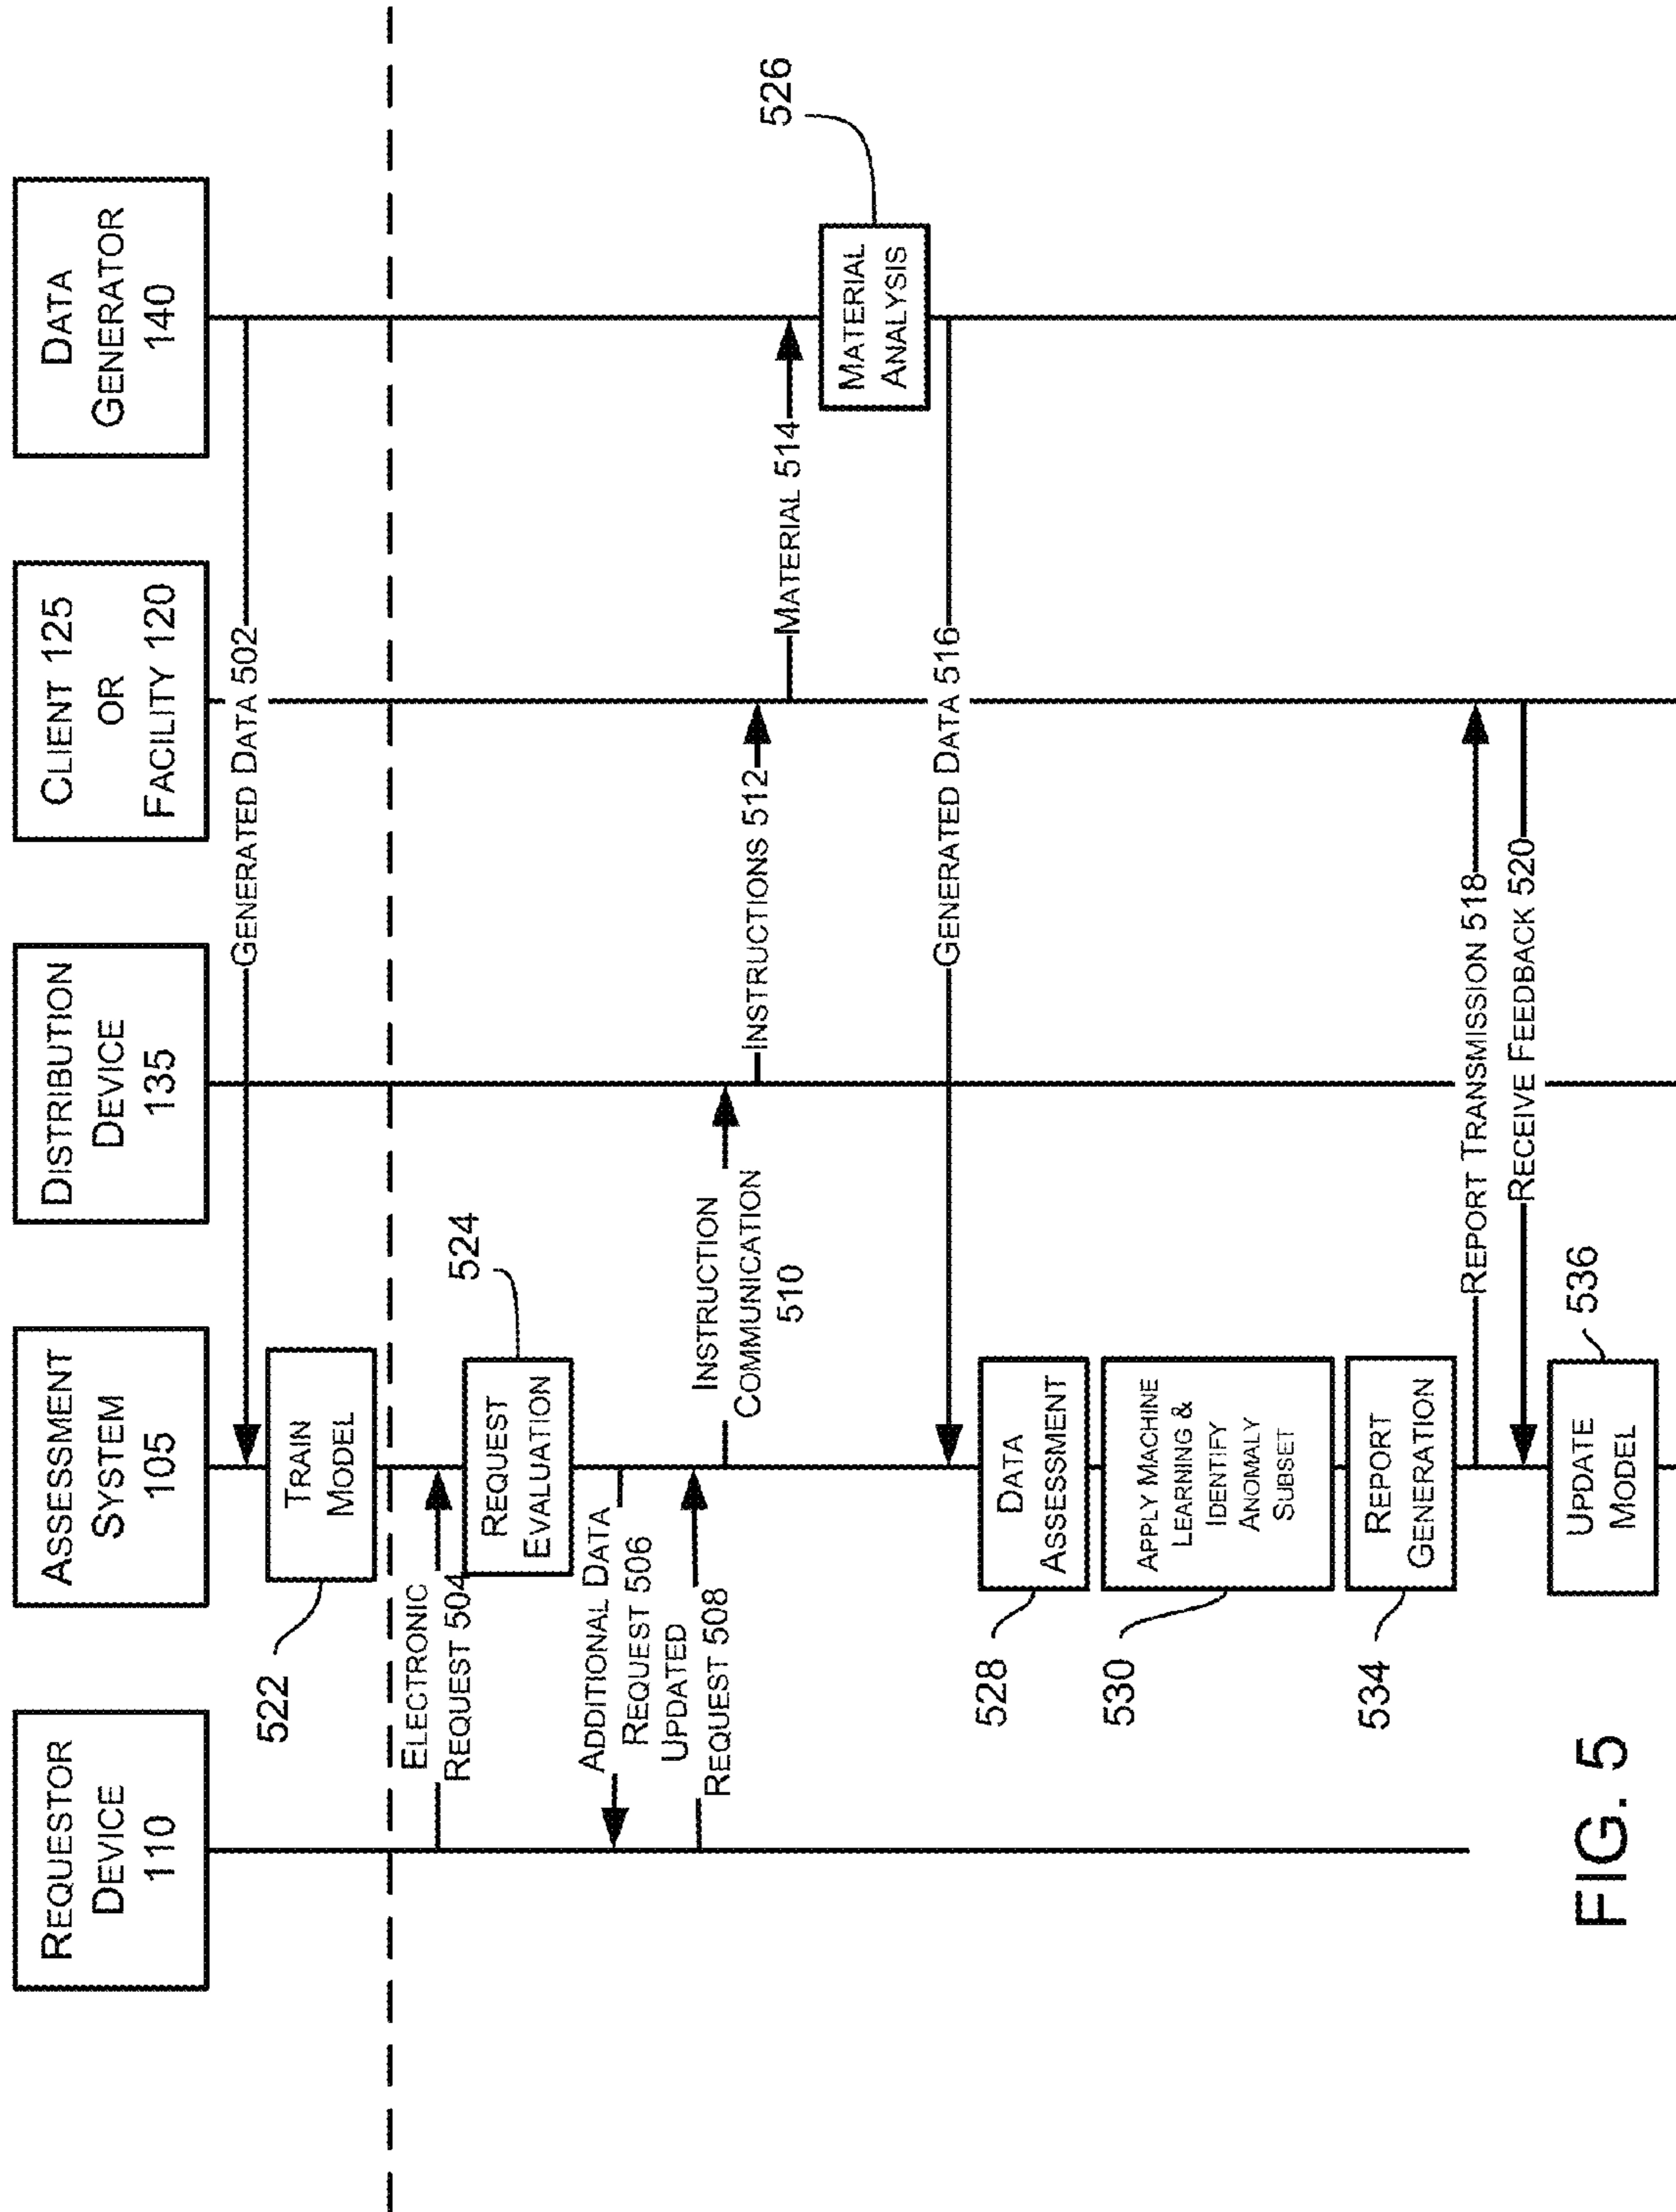 REQUESTOR
DEVICE
110
ASSESSMENT
SYSTEM
105
DISTRIBUTION
DEVICE
135
CLIENT 125
OR
FACILITY 120
DATA
GENERATOR
140
GENERATED DATA 502
TRAIN
MODEL
522
ELECTRONIC
REQUEST 504
REQUEST
EVALUATION
524
ADDITIONAL DATA
REQUEST 506
UPDATED
REQUEST 508
INSTRUCTION
COMMUNICATION
510
INSTRUCTIONS 512
MATERIAL 514
MATERIAL
ANALYSIS
526
GENERATED DATA 516
DATA
ASSESSMENT
528
APPLY MACHINE
LEARNING &
IDENTIFY
ANOMALY
SUBSET
530
REPORT
GENERATION
534
REPORT TRANSMISSION 518
RECEIVE FEEDBACK 520
UPDATE
MODEL
536
FIG. 5